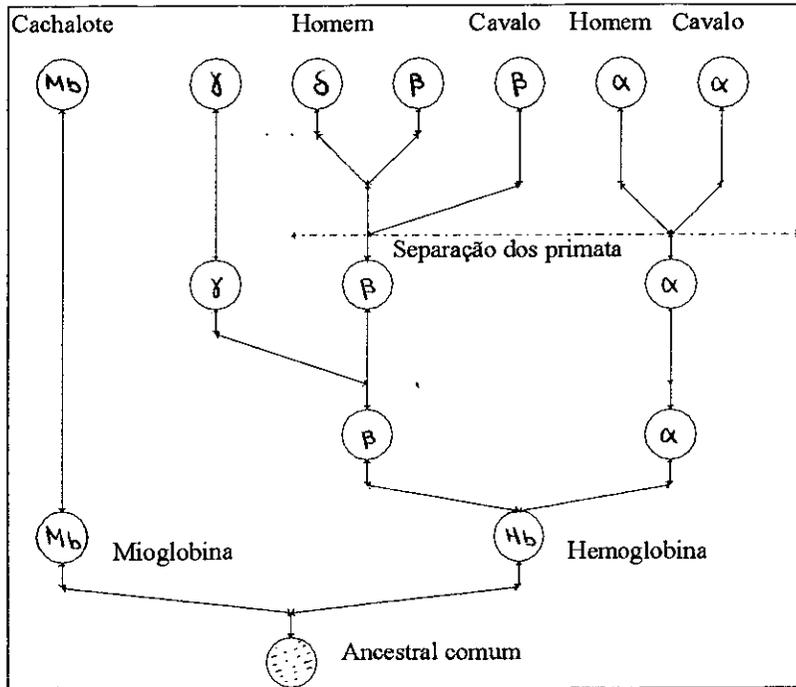 Cachalote Homem Cavalo Homem Cavalo
Mb γ δ β β α α
Separação dos primata
γ β α
β α
Mb Mioglobina Hb Hemoglobina
Ancestral comum